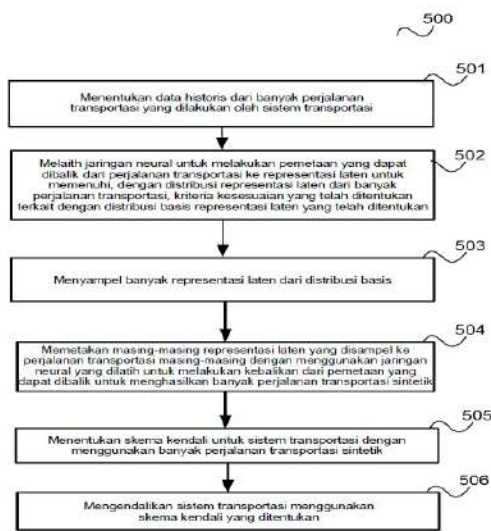 500
501
Menentukan data historis dari banyak perjalanan
transportasi yang dilakukan oleh sistem transportasi
502
Melaith jaringan neural untuk melakukan pemetaan yang dapat
dibalik dari perjalanan transportasi ke representasi laten untuk
memenuhi, dengan distribusi representasi laten dari banyak
perjalanan transportasi, kriteria kesesuaian yang telah ditentukan
terkait dengan distribusi basis representasi laten yang telah ditentukan
503
Menyampel banyak representasi laten dari distribusi basis
504
Memetakan masing-masing representasi laten yang disampel ke
perjalanan transportasi masing-masing dengan menggunakan jaringan
neural yang dilatih untuk melakukan kebalikan dari pemetaan yang
dapat dibalik untuk menghasilkan banyak perjalanan transportasi sintetik
505
Menentukan skema kendali untuk sistem transportasi dengan
menggunakan banyak perjalanan transportasi sintetik
506
Mengendalikan sistem transportasi menggunakan
skema kendali yang ditentukan